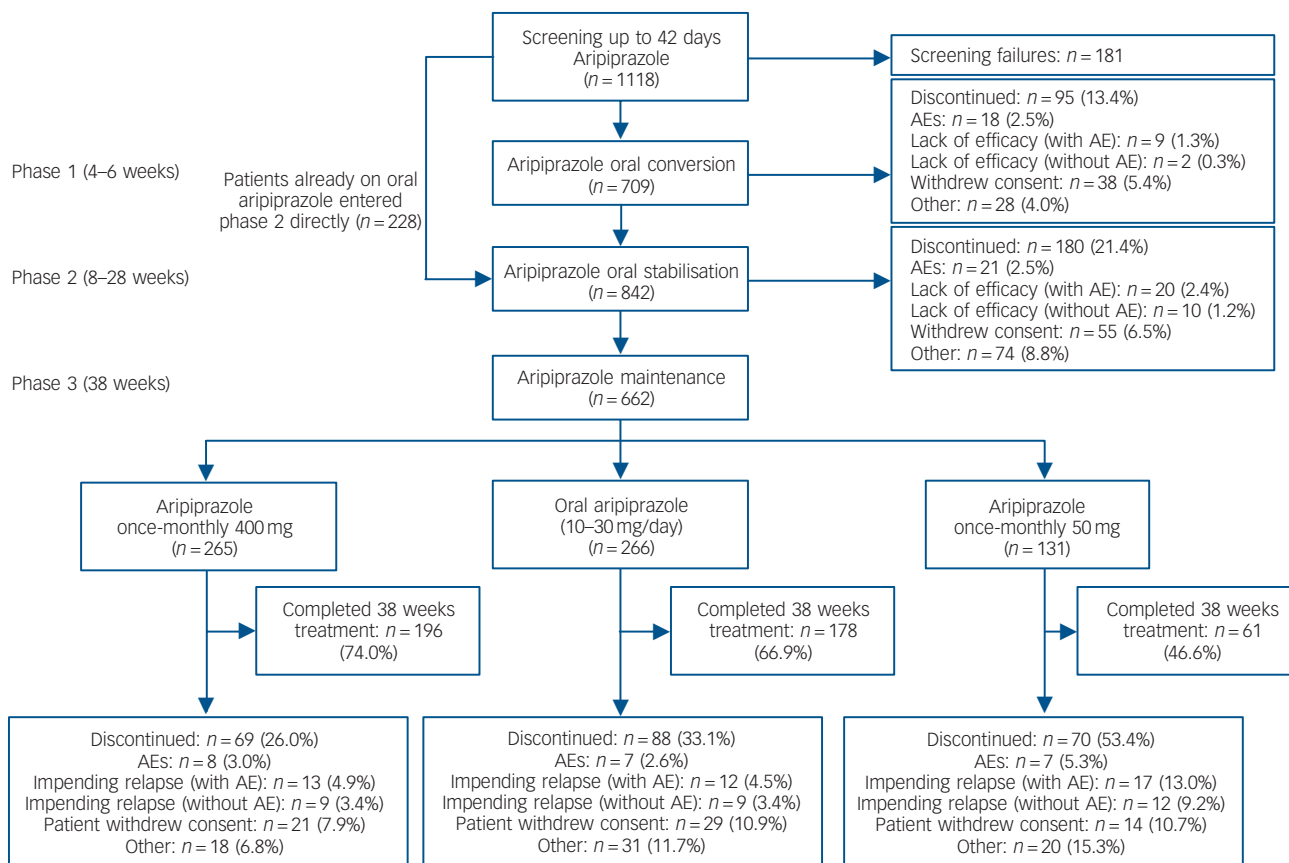 Screening up to 42 days
Aripiprazole
(n = 1118)
Screening failures: n = 181
Discontinued: n = 95 (13.4%)
AEs: n = 18 (2.5%)
Lack of efficacy (with AE): n = 9 (1.3%)
Lack of efficacy (without AE): n = 2 (0.3%)
Withdrew consent: n = 38 (5.4%)
Other: n = 28 (4.0%)
Phase 1 (4–6 weeks)
Aripiprazole oral conversion
(n = 709)
Patients already on oral
aripiprazole entered
phase 2 directly (n = 228)
Phase 2 (8–28 weeks)
Aripiprazole oral stabilisation
(n = 842)
Discontinued: n = 180 (21.4%)
AEs: n = 21 (2.5%)
Lack of efficacy (with AE): n = 20 (2.4%)
Lack of efficacy (without AE): n = 10 (1.2%)
Withdrew consent: n = 55 (6.5%)
Other: n = 74 (8.8%)
Phase 3 (38 weeks)
Aripiprazole maintenance
(n = 662)
Aripiprazole
once-monthly 400 mg
(n = 265)
Oral aripiprazole
(10–30 mg/day)
(n = 266)
Aripiprazole
once-monthly 50 mg
(n = 131)
Completed 38 weeks
treatment: n = 196
(74.0%)
Completed 38 weeks
treatment: n = 178
(66.9%)
Completed 38 weeks
treatment: n = 61
(46.6%)
Discontinued: n = 69 (26.0%)
AEs: n = 8 (3.0%)
Impending relapse (with AE): n = 13 (4.9%)
Impending relapse (without AE): n = 9 (3.4%)
Patient withdrew consent: n = 21 (7.9%)
Other: n = 18 (6.8%)
Discontinued: n = 88 (33.1%)
AEs: n = 7 (2.6%)
Impending relapse (with AE): n = 12 (4.5%)
Impending relapse (without AE): n = 9 (3.4%)
Patient withdrew consent: n = 29 (10.9%)
Other: n = 31 (11.7%)
Discontinued: n = 70 (53.4%)
AEs: n = 7 (5.3%)
Impending relapse (with AE): n = 17 (13.0%)
Impending relapse (without AE): n = 12 (9.2%)
Patient withdrew consent: n = 14 (10.7%)
Other: n = 20 (15.3%)